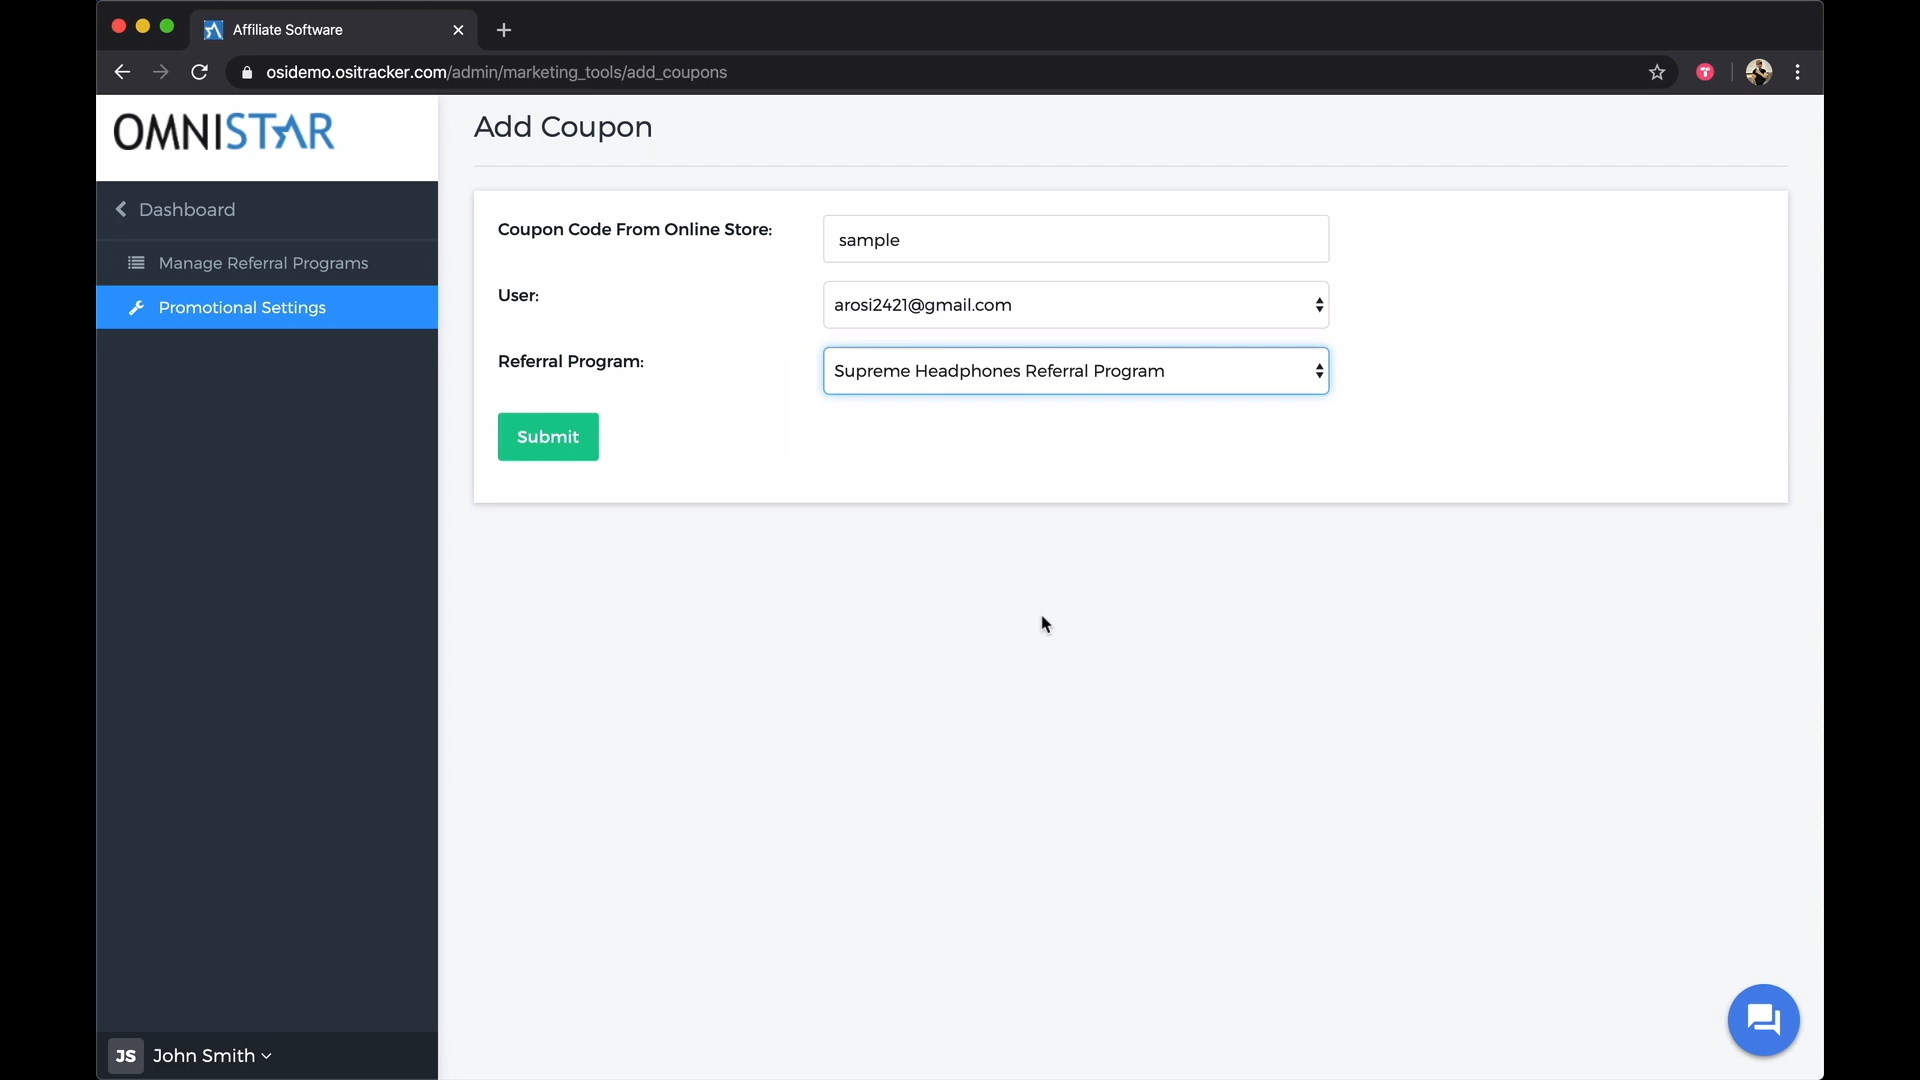 Affiliate Software
osidemo.ositracker.com/admin/marketing_tools/add_coupons
OMNISTAR
Add Coupon
Dashboard
Manage Referral Programs
Promotional Settings
Coupon Code From Online Store:
sample
User:
arosi2421@gmail.com
Referral Program:
Supreme Headphones Referral Program
Submit
JS John Smith